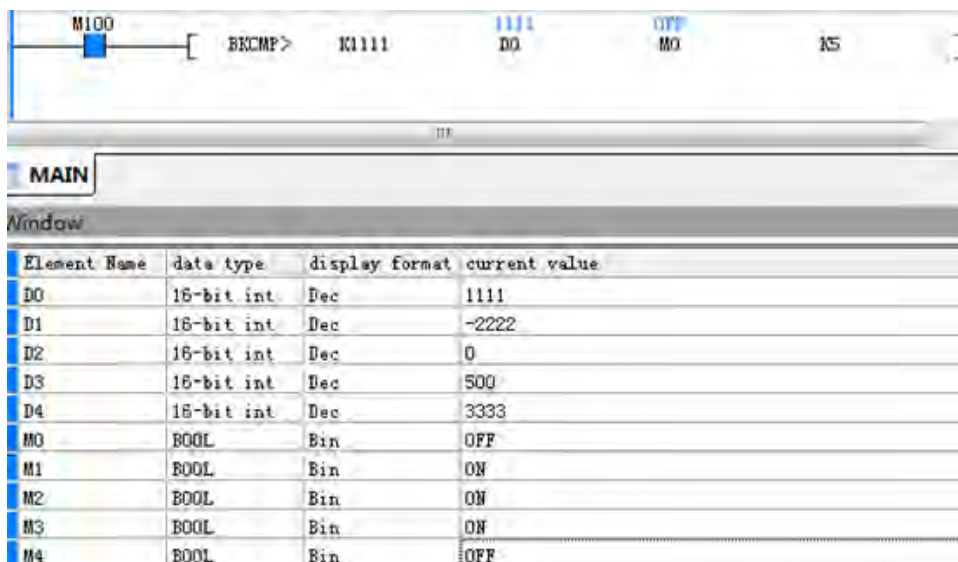 1111 OFF
M100
[ BKCMP> K1111 D0 M0 K5 ]
MAIN
Window
Element Name data type display format current value
D0 16-bit int Dec 1111
D1 16-bit int Dec -2222
D2 16-bit int Dec 0
D3 16-bit int Dec 500
D4 16-bit int Dec 3333
M0 BOOL Bin OFF
M1 BOOL Bin ON
M2 BOOL Bin ON
M3 BOOL Bin ON
M4 BOOL Bin OFF